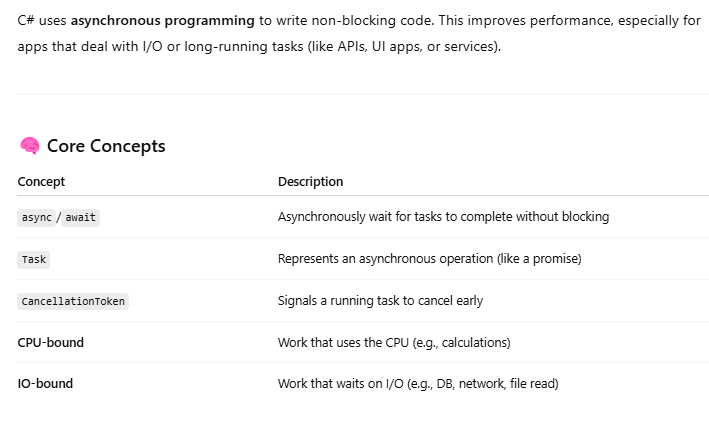 C# uses asynchronous programming to write non-blocking code. This improves performance, especially for
apps that deal with I/O or long-running tasks (like APIs, UI apps, or services).
🧠 Core Concepts
Concept Description
async / await Asynchronously wait for tasks to complete without blocking
Task Represents an asynchronous operation (like a promise)
CancellationToken Signals a running task to cancel early
CPU-bound Work that uses the CPU (e.g., calculations)
IO-bound Work that waits on I/O (e.g., DB, network, file read)